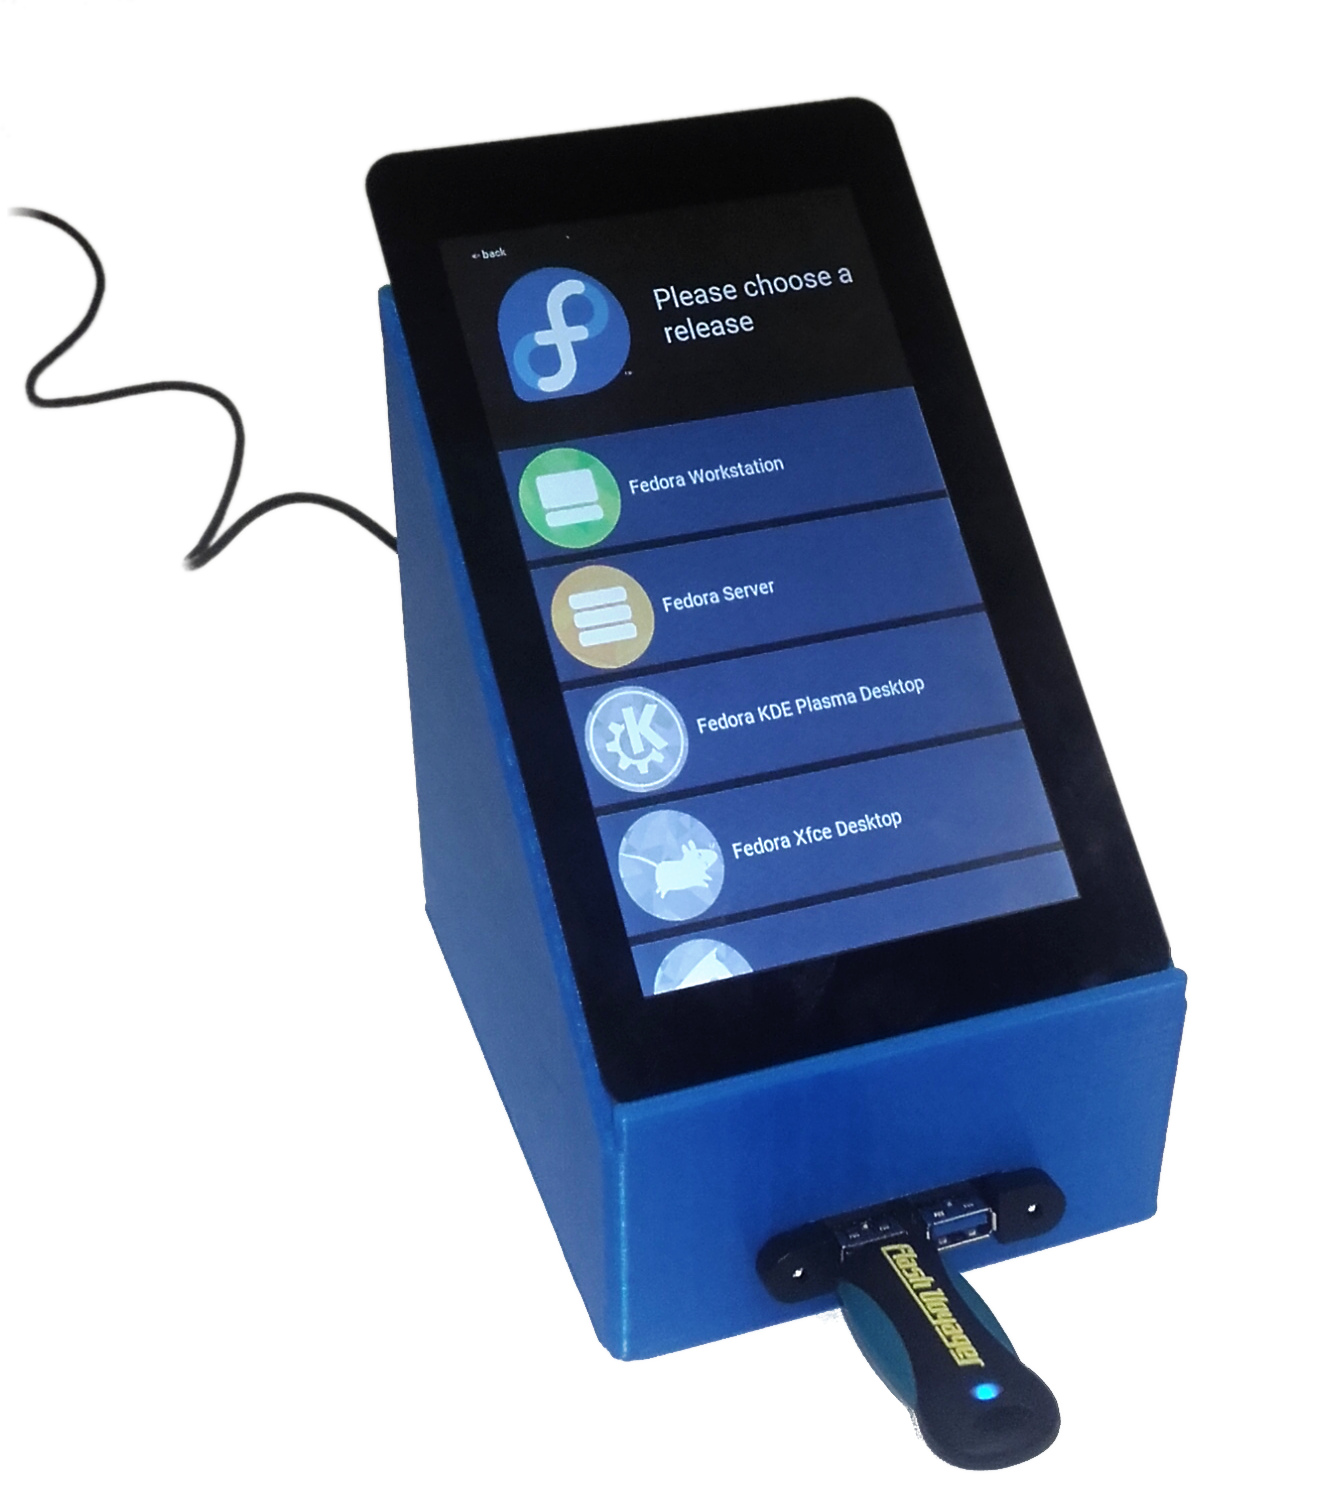 ← back
Please choose a
release
Fedora Workstation
Fedora Server
Fedora KDE Plasma Desktop
Fedora Xfce Desktop
Flash Voyager